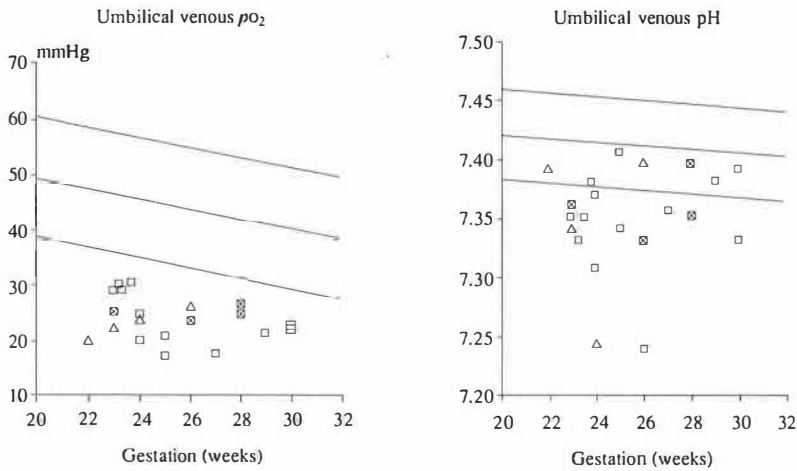 Umbilical venous po₂
mmHg
70
60
50
40
30
20
10
20 22 24 26 28 30 32
Gestation (weeks)
Umbilical venous pH
7.50
7.45
7.40
7.35
7.30
7.25
7.20
20 22 24 26 28 30 32
Gestation (weeks)